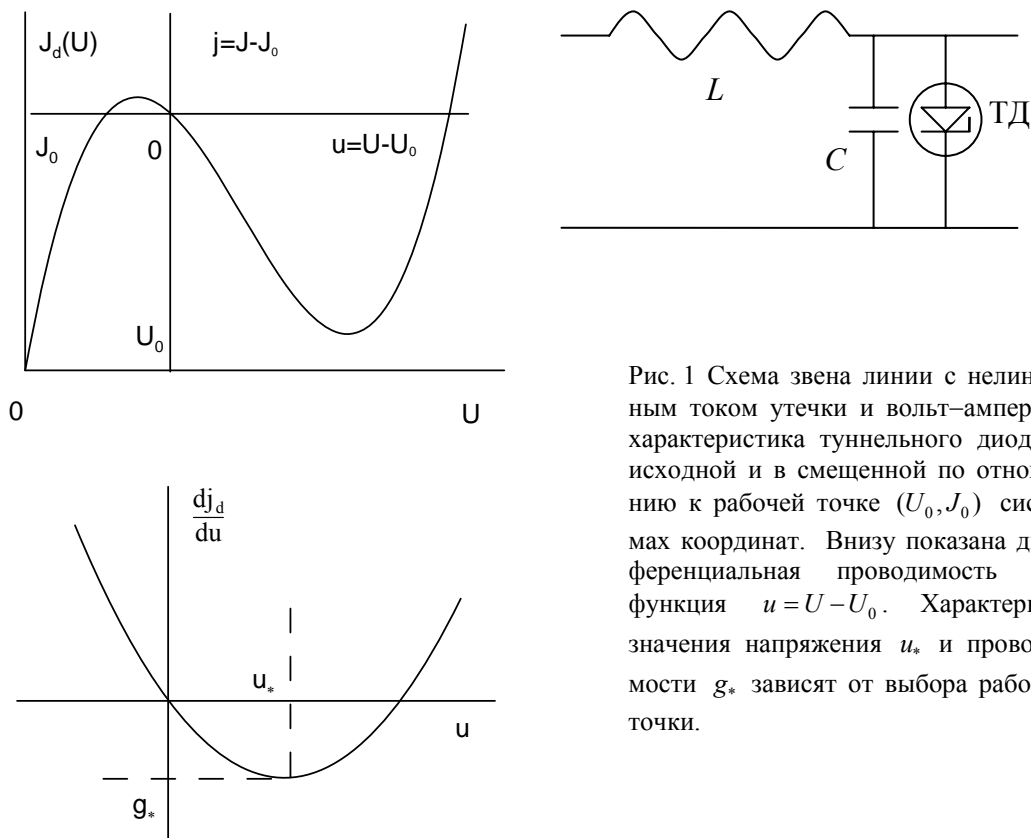 J_d(U)
j=J-J_0
J_0
0
u=U-U_0
U_0
0
U
L
C
ТД
Рис. 1 Схема звена линии с нелин
ным током утечки и вольт–ампер
характеристика туннельного диод
исходной и в смещенной по отно
нию к рабочей точке (U_0, J_0) сис
мах координат. Внизу показана д
ференциальная проводимость
функция u = U − U_0. Характер
значения напряжения u_* и прово
мости g_* зависят от выбора рабо
точки.
dj_d
du
u_*
u
g_*